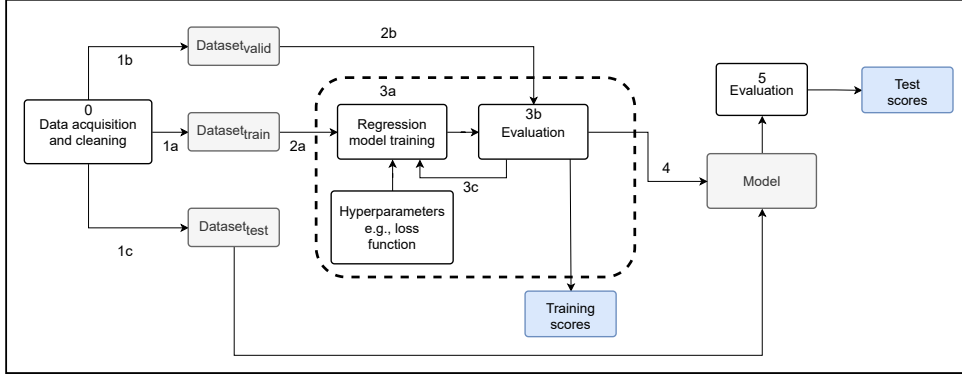 2b
1b
Dataset_valid
0
Data acquisition
and cleaning
1a
Dataset_train
2a
3a
Regression
model training
3b
Evaluation
3c
Hyperparameters
e.g., loss
function
1c
Dataset_test
Training
scores
4
Model
5
Evaluation
Test
scores